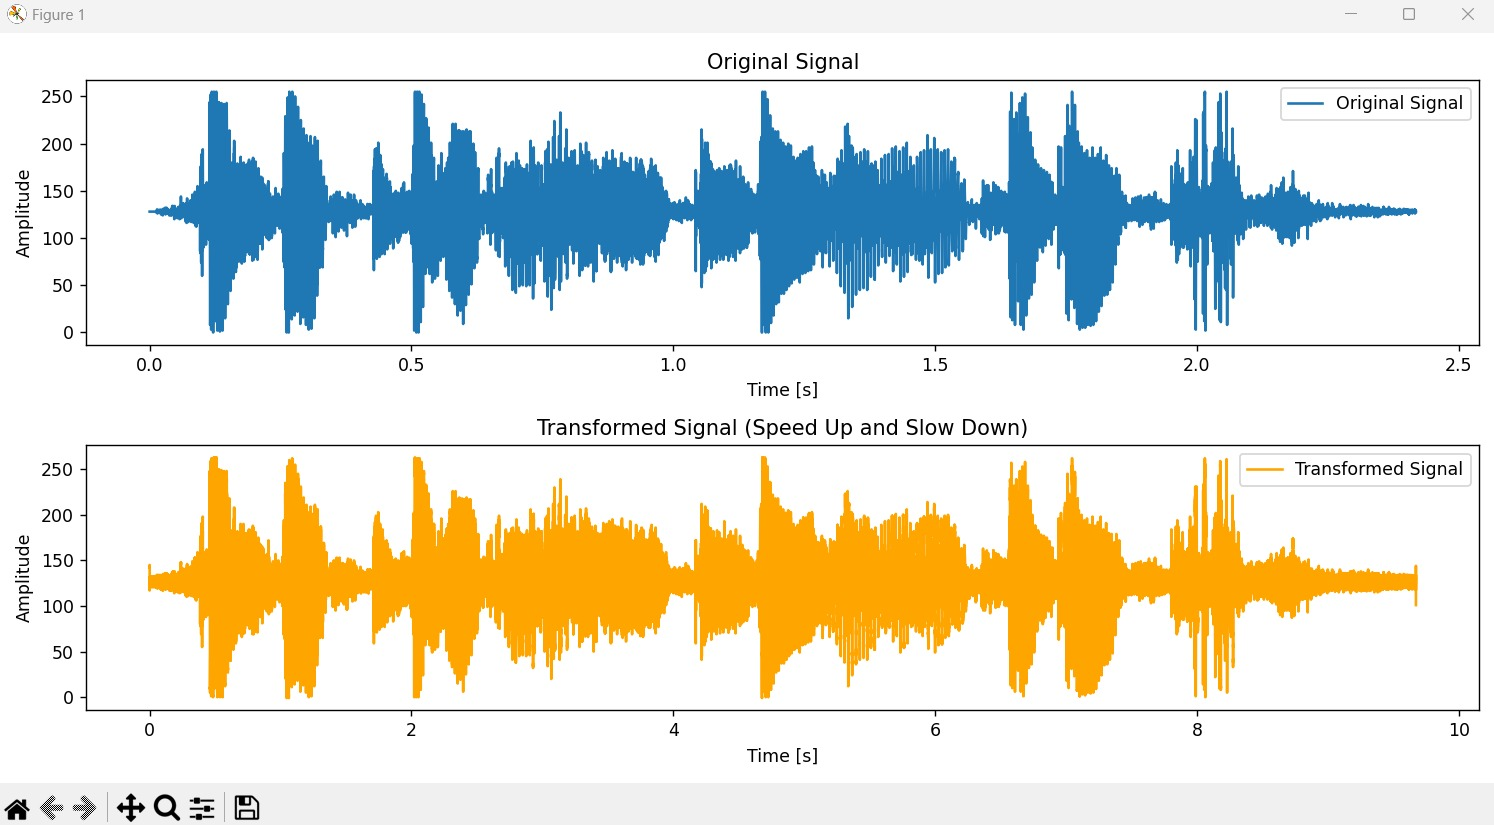 Figure 1
Original Signal
Original Signal
Amplitude
250
200
150
100
50
0
0.0 0.5 1.0 1.5 2.0 2.5
Time [s]
Transformed Signal (Speed Up and Slow Down)
Transformed Signal
Amplitude
250
200
150
100
50
0
0 2 4 6 8 10
Time [s]